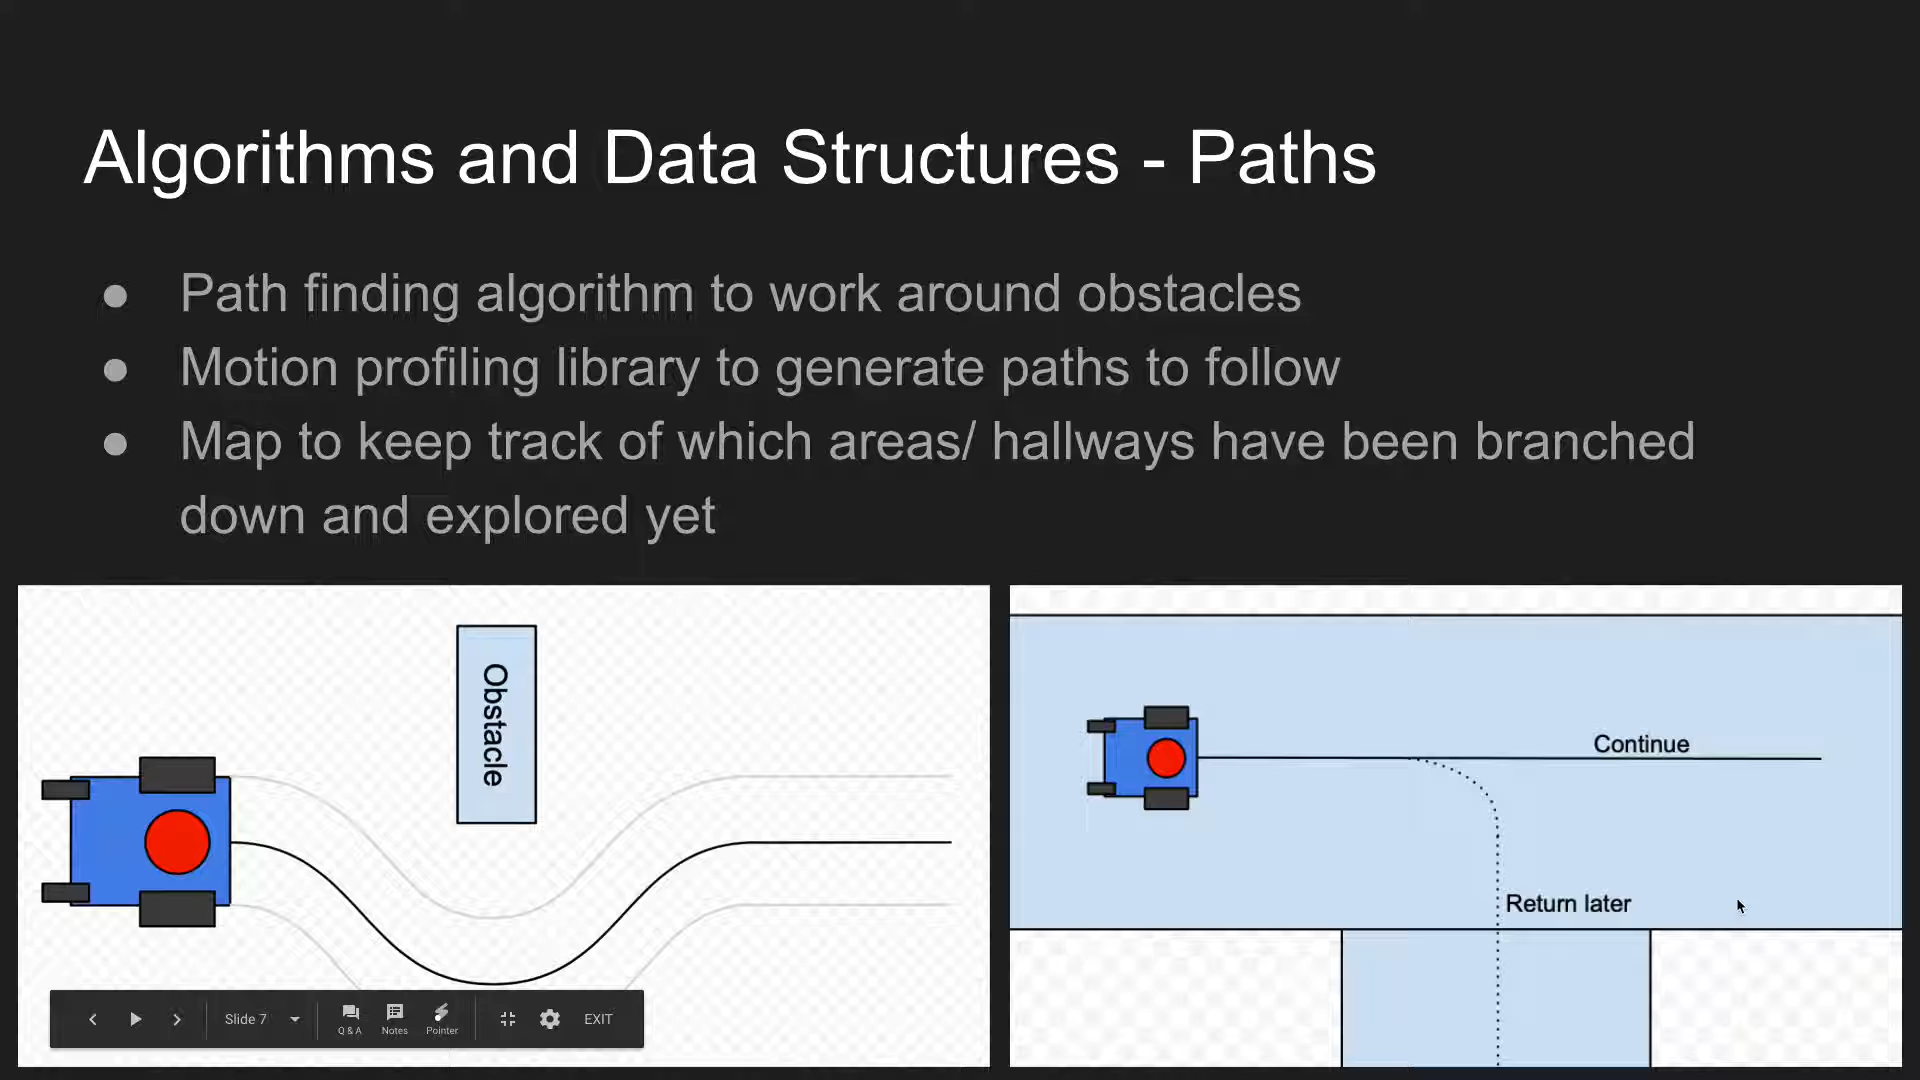 Algorithms and Data Structures - Paths
● Path finding algorithm to work around obstacles
● Motion profiling library to generate paths to follow
● Map to keep track of which areas/ hallways have been branched
down and explored yet
Obstacle
Continue
Return later
Slide 7
Q & A
Notes
Pointer
EXIT